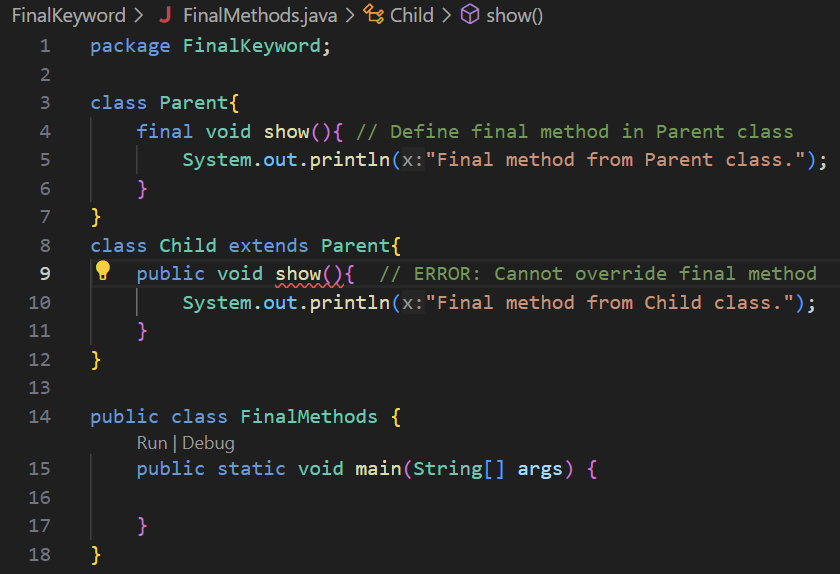 FinalKeyword > J FinalMethods.java > Child > show()
1 package FinalKeyword;
2
3 class Parent{
4 final void show(){ // Define final method in Parent class
5 System.out.println(x:"Final method from Parent class.");
6 }
7 }
8 class Child extends Parent{
9 public void show(){  // ERROR: Cannot override final method
10 System.out.println(x:"Final method from Child class.");
11 }
12 }
13
14 public class FinalMethods {
Run | Debug
15 public static void main(String[] args) {
16
17 }
18 }